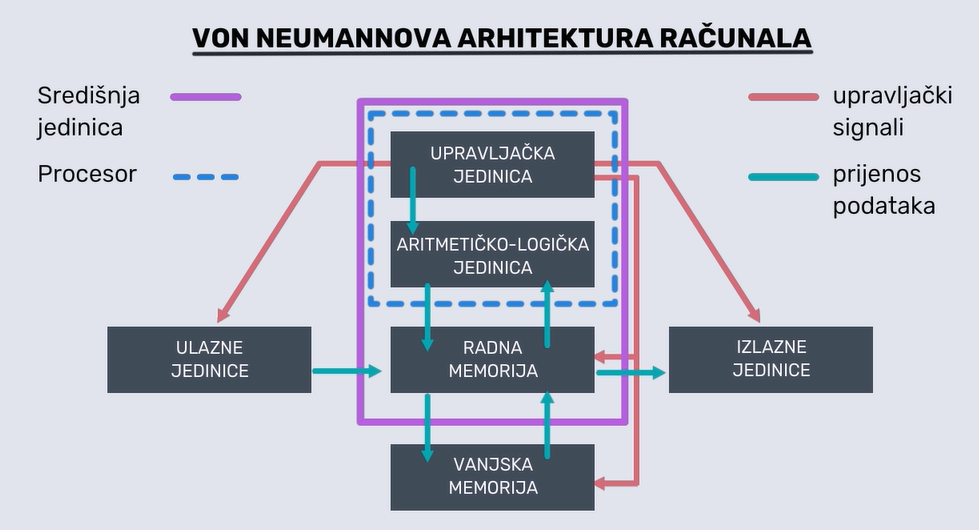 VON NEUMANNOVA ARHITEKTURA RAČUNALA
Središnja
jedinica
Procesor
upravljački
signali
prijenos
podataka
UPRAVLJAČKA
JEDINICA
ARITMETIČKO-LOGIČKA
JEDINICA
ULAZNE
JEDINICE
RADNA
MEMORIJA
IZLAZNE
JEDINICE
VANJSKA
MEMORIJA